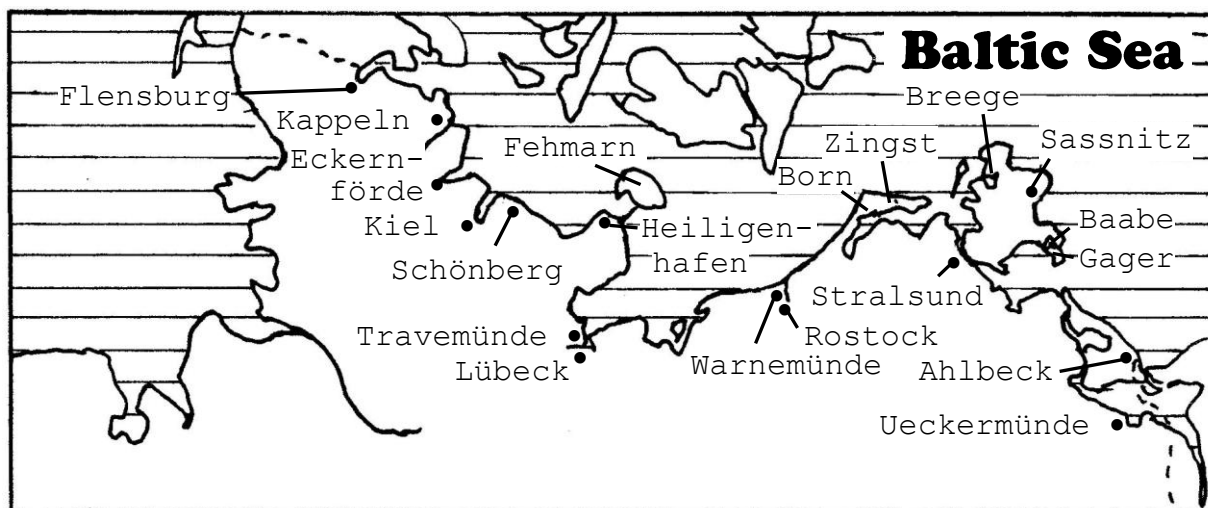 Baltic Sea
Flensburg
Breege
Kappeln
Zingst
Sassnitz
Eckern-
förde
Fehmarn
Born
Kiel
Heiligen-
hafen
Baabe
Schönberg
Gager
Stralsund
Travemünde
Rostock
Lübeck
Warnemünde
Ahlbeck
Ueckermünde